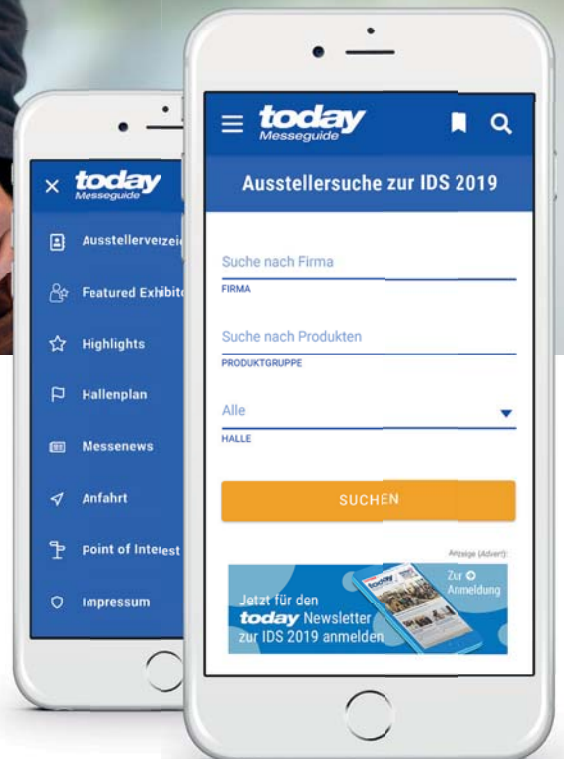 today
Messeguide
Featured
Highlights
Hallenplan
Messenews
Anfahrt
Point of Interest
Impressum
today
Messeguide
Ausstellersuche zur IDS 2019
Suche nach Firma
FIRMA
Suche nach Produkten
PRODUKTGRUPPE
Alle
HALLE
SUCHEN
Anzeige (Advert):
Jetzt für den
today Newsletter
zur IDS 2019 anmelden
Zur
Anmeldung